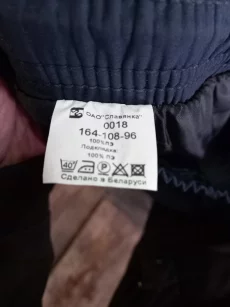 ОАО "Славянка"
0018
164-108-96
100% ПЭ
Подкладка:
100% ПЭ
40°
Сделано в Беларуси